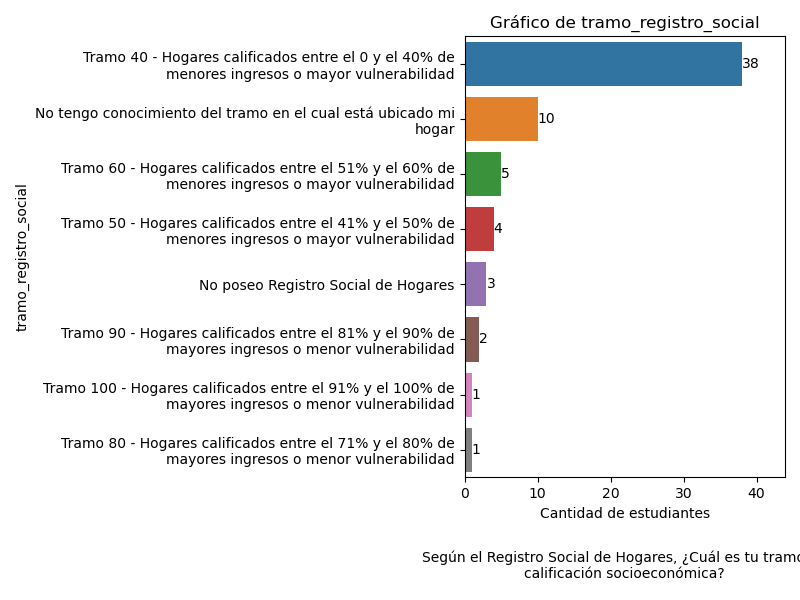 Gráfico de tramo_registro_social
Tramo 40 - Hogares calificados entre el 0 y el 40% de
menores ingresos o mayor vulnerabilidad
38
No tengo conocimiento del tramo en el cual está ubicado mi
hogar
10
Tramo 60 - Hogares calificados entre el 51% y el 60% de
menores ingresos o mayor vulnerabilidad
5
Tramo 50 - Hogares calificados entre el 41% y el 50% de
menores ingresos o mayor vulnerabilidad
4
No poseo Registro Social de Hogares
3
Tramo 90 - Hogares calificados entre el 81% y el 90% de
mayores ingresos o menor vulnerabilidad
2
Tramo 100 - Hogares calificados entre el 91% y el 100% de
mayores ingresos o menor vulnerabilidad
1
Tramo 80 - Hogares calificados entre el 71% y el 80% de
mayores ingresos o menor vulnerabilidad
1
tramo_registro_social
0 10 20 30 40
Cantidad de estudiantes
Según el Registro Social de Hogares, ¿Cuál es tu tramo
calificación socioeconómica?